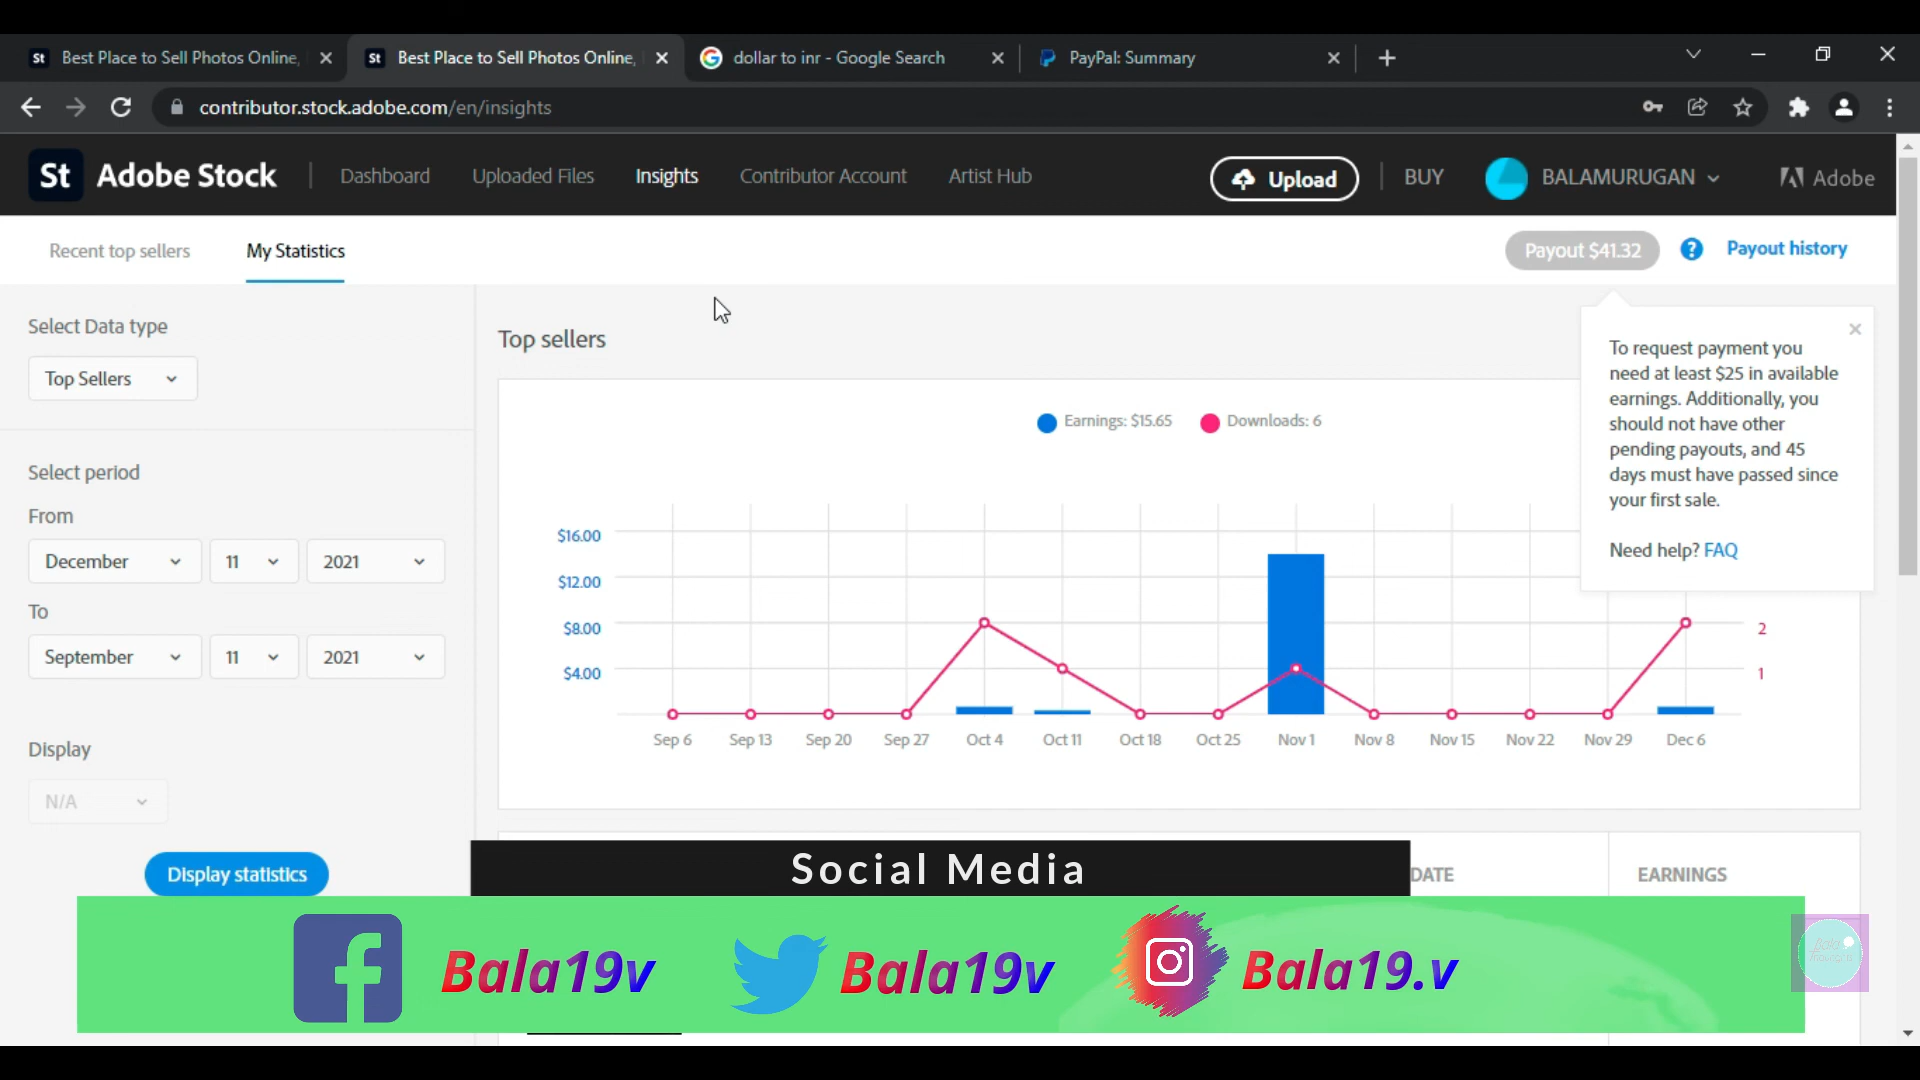 St Best Place to Sell Photos Online,
St Best Place to Sell Photos Online,
dollar to inr - Google Search
PayPal: Summary
contributor.stock.adobe.com/en/insights
St Adobe Stock
Dashboard
Uploaded Files
Insights
Contributor Account
Artist Hub
Upload
BUY
BALAMURUGAN
Adobe
Recent top sellers
My Statistics
Payout $41.32
?
Payout history
Select Data type
Top Sellers
Select period
From
December 11 2021
To
September 11 2021
Display
N/A
Display statistics
Top sellers
Earnings: $15.65
Downloads: 6
$16.00
$12.00
$8.00
$4.00
2
1
Sep 6 Sep 13 Sep 20 Sep 27 Oct 4 Oct 11 Oct 18 Oct 25 Nov 1 Nov 8 Nov 15 Nov 22 Nov 29 Dec 6
To request payment you
need at least $25 in available
earnings. Additionally, you
should not have other
pending payouts, and 45
days must have passed since
your first sale.
Need help? FAQ
DATE
EARNINGS
Social Media
Bala19v
Bala19v
Bala19.v